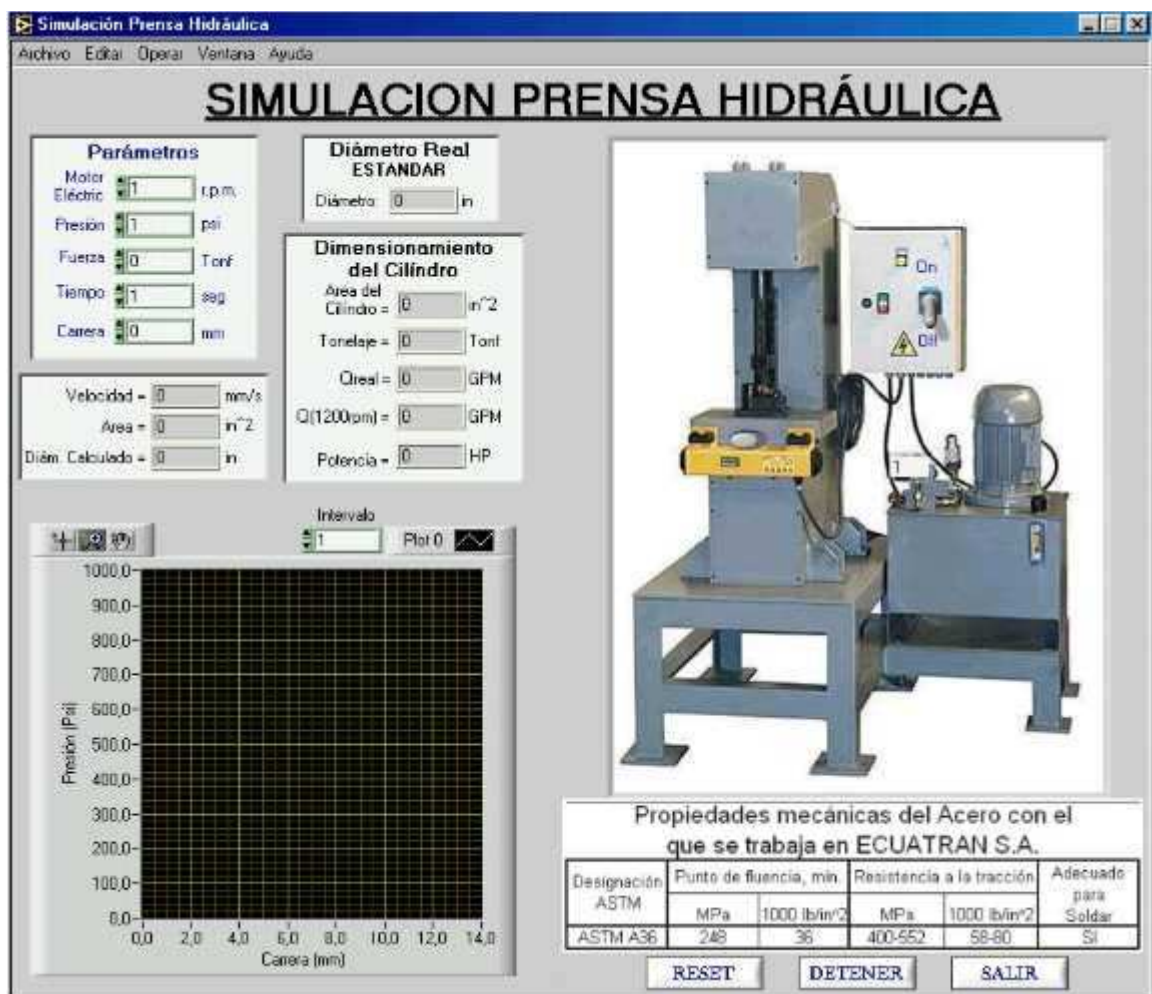 Simulación Prensa Hidráulica
Archivo Editar Operar Ventana Ayuda
SIMULACION PRENSA HIDRÁULICA
Parámetros
Motor
Eléctric 1 r.p.m.
Presión 1 psi
Fuerza 0 Tonf
Tiempo 1 seg
Carrera 0 mm
Velocidad = 0 mm/s
Area = 0 in^2
Diám. Calculado = 0 in
Diámetro Real
ESTANDAR
Diámetro 0 in
Dimensionamiento
del Cilíndro
Area del
Cilindro = 0 in^2
Tonelaje = 0 Tonf
Qreal = 0 GPM
Q(1200rpm) = 0 GPM
Potencia = 0 HP
On
Off
1
Intervalo
1 Plot 0
1000,0
900,0
800,0
700,0
600,0
500,0
400,0
300,0
200,0
100,0
0,0
Presión (Psi)
0,0 2,0 4,0 6,0 8,0 10,0 12,0 14,0
Carrera (mm)
Propiedades mecánicas del Acero con el
que se trabaja en ECUATRAN S.A.
Designación ASTM Punto de fluencia, min. Resistencia a la tracción Adecuado para Soldar
MPa 1000 lb/in^2 MPa 1000 lb/in^2
ASTM A36 248 36 400-552 58-80 SI
RESET DETENER SALIR